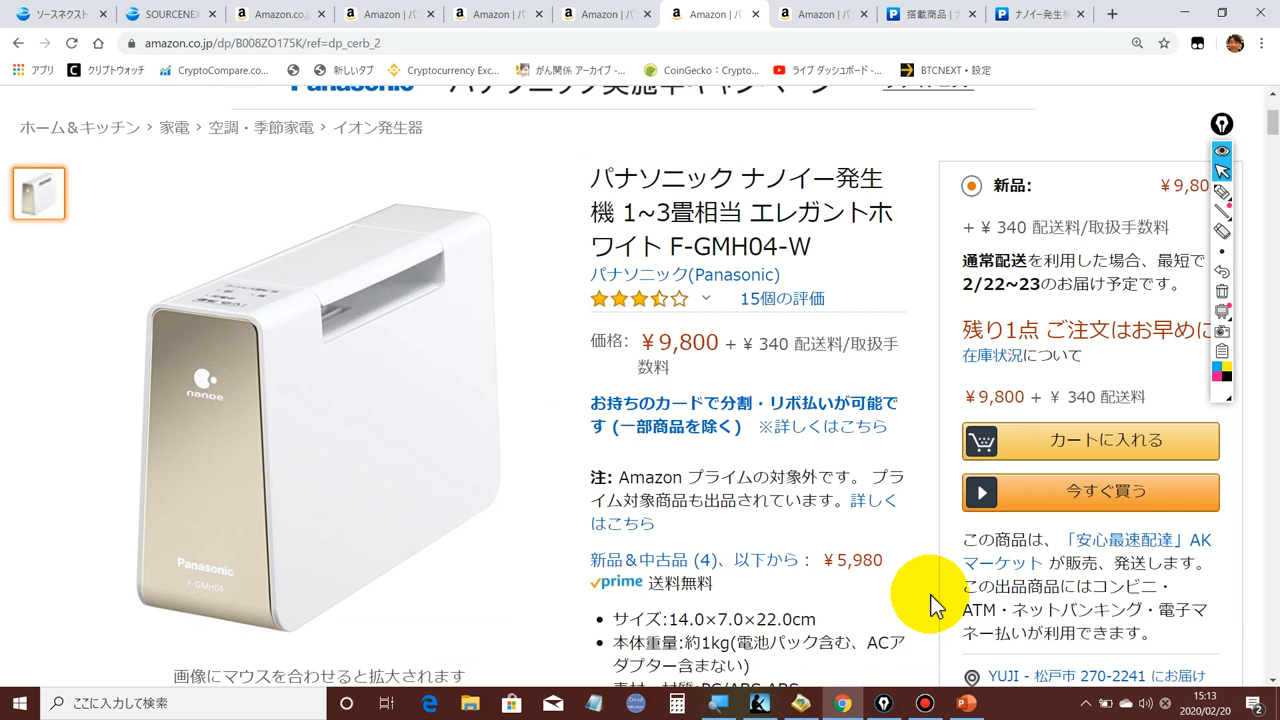 ソースネクスト
SOURCENEX
Amazon.co
Amazon |
Amazon |
Amazon |
Amazon |
Amazon |
搭載商品 | ナ
ナノイー発生機
amazon.co.jp/dp/B008ZO175K/ref=dp_cerb_2
アプリ
クリプトウォッチ
CryptoCompare.co...
新しいタブ
Cryptocurrency Exc...
がん関係 アーカイブ -...
CoinGecko：Crypto...
ライブ ダッシュボード -...
BTCNEXT・設定
Panasonic パナソニック実施中キャンペーン
ホーム＆キッチン › 家電 › 空調・季節家電 › イオン発生器
パナソニック ナノイー発生
機 1~3畳相当 エレガントホ
ワイト F-GMH04-W
パナソニック(Panasonic)
15個の評価
価格: ￥9,800 + ￥ 340 配送料/取扱手
数料
お持ちのカードで分割・リボ払いが可能で
す (一部商品を除く) ※詳しくはこちら
注: Amazon プライムの対象外です。 プラ
イム対象商品も出品されています。詳しく
はこちら
新品＆中古品 (4)、以下から： ￥5,980
prime 送料無料
サイズ:14.0×7.0×22.0cm
本体重量:約1kg(電池パック含む、ACア
ダプター含まない)
素材・材質:PC/ABC,ABS
nanoe
Panasonic
F-GMH04
画像にマウスを合わせると拡大されます
新品: ￥9,80
+ ￥ 340 配送料/取扱手数料
通常配送を利用した場合、最短で
2/22~23のお届け予定です。
残り1点 ご注文はお早めに
在庫状況について
￥9,800 + ￥ 340 配送料
カートに入れる
今すぐ買う
この商品は、「安心最速配達」AK
マーケット が販売、発送します。
この出品商品にはコンビニ・
ATM・ネットバンキング・電子マ
ネー払いが利用できます。
YUJI - 松戸市 270-2241 にお届け
ここに入力して検索
15:13
2020/02/20
2